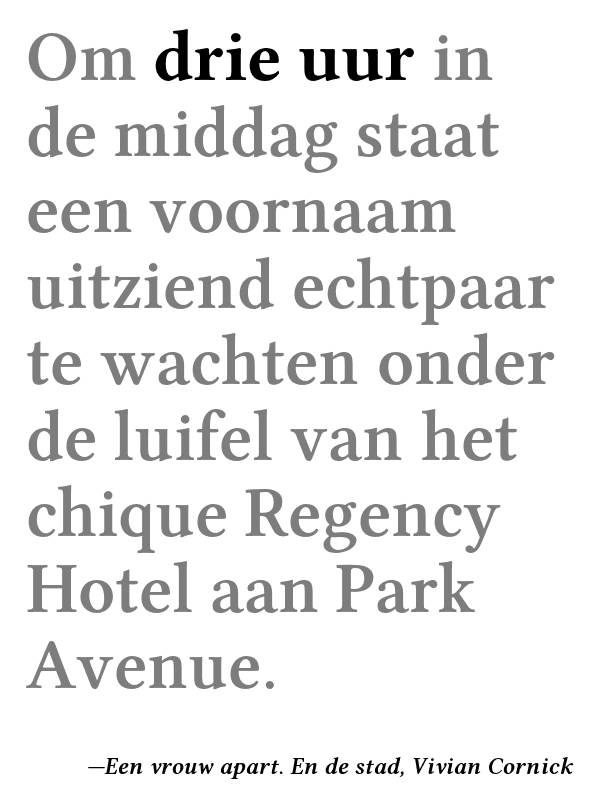 Om drie uur in
de middag staat
een voornaam
uitziend echtpaar
te wachten onder
de luifel van het
chique Regency
Hotel aan Park
Avenue.
—Een vrouw apart. En de stad, Vivian Cornick